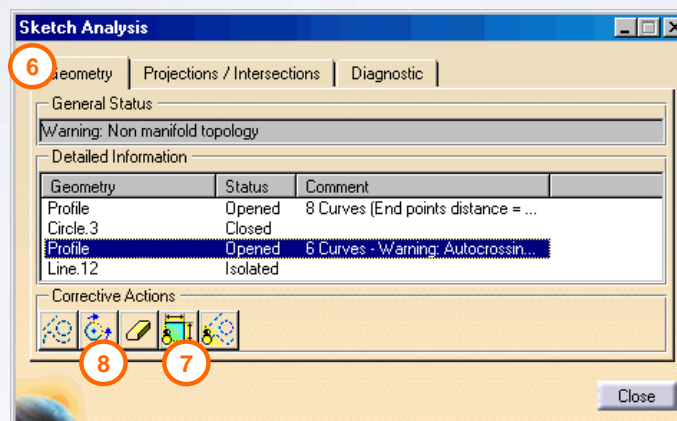 Sketch Analysis
6
Geometry Projections / Intersections Diagnostic
General Status
Warning: Non manifold topology
Detailed Information
Geometry Status Comment
Profile Opened 8 Curves (End points distance = ...
Circle.3 Closed
Profile Opened 6 Curves - Warning: Autocrossin...
Line.12 Isolated
Corrective Actions
8 7
Close